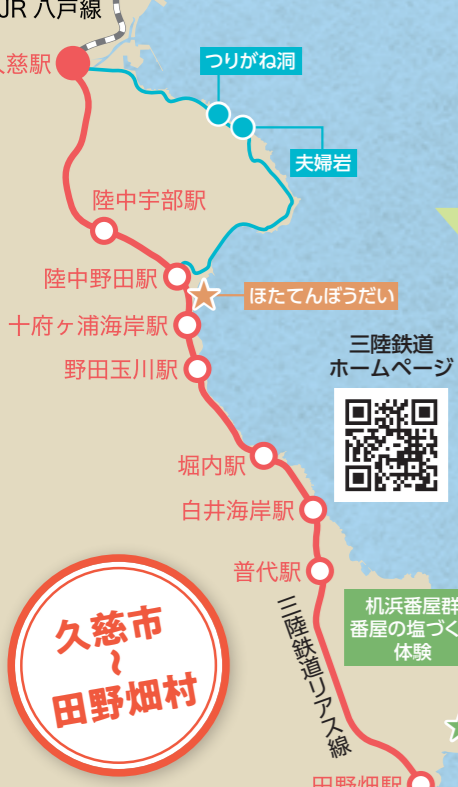 JR 八戸線
久慈駅
つりがね洞
夫婦岩
陸中宇部駅
陸中野田駅
ほたてんぼうだい
十府ヶ浦海岸駅
三陸鉄道
ホームページ
野田玉川駅
堀内駅
白井海岸駅
普代駅
机浜番屋群
番屋の塩づく
体験
三陸鉄道リアス線
久慈市
〜
田野畑村
田野畑駅